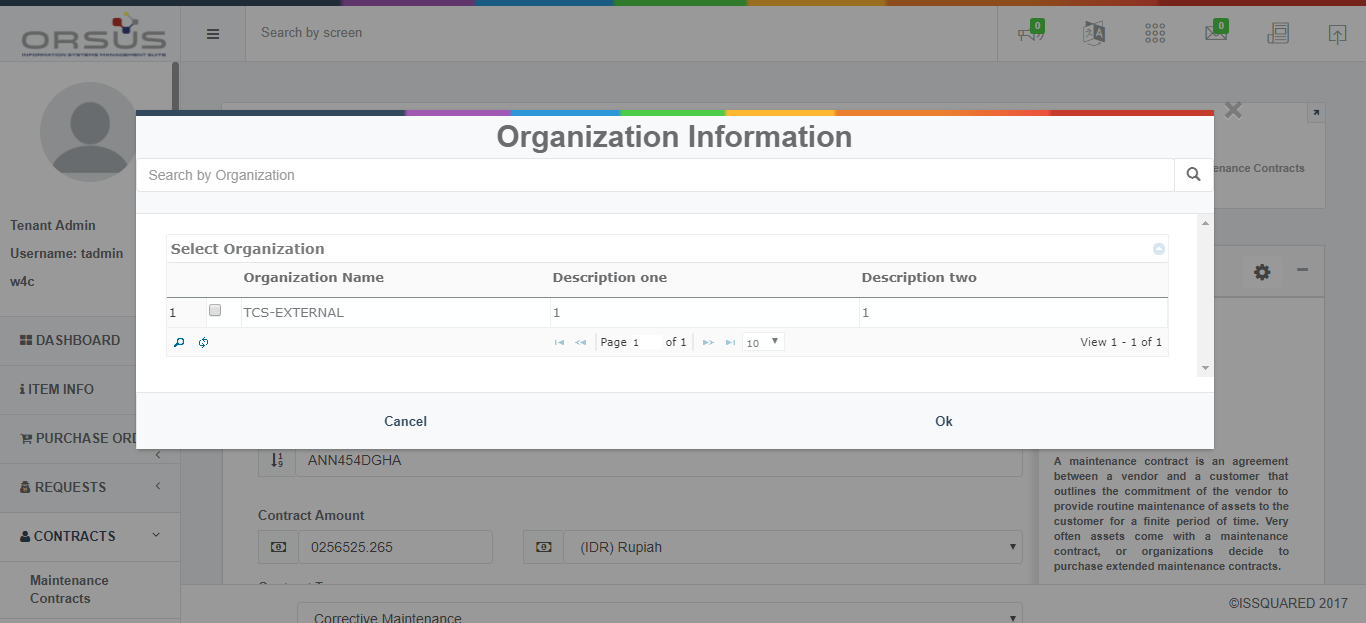 ORSUS
INFORMATION SYSTEMS MANAGEMENT SUITE
Search by screen
0
0
Tenant Admin
Username: tadmin
w4c
DASHBOARD
ITEM INFO
PURCHASE ORD
REQUESTS
CONTRACTS
Maintenance
Contracts
enance Contracts
Organization Information
Search by Organization
Select Organization
Organization Name Description one Description two
1 TCS-EXTERNAL 1 1
Page 1 of 1 10 View 1 - 1 of 1
Cancel Ok
ANN454DGHA
Contract Amount
0256525.265 (IDR) Rupiah
Corrective Maintenance
A maintenance contract is an agreement
between a vendor and a customer that
outlines the commitment of the vendor to
provide routine maintenance of assets to the
customer for a finite period of time. Very
often assets come with a maintenance
contract, or organizations decide to
purchase extended maintenance contracts.
©ISSQUARED 2017